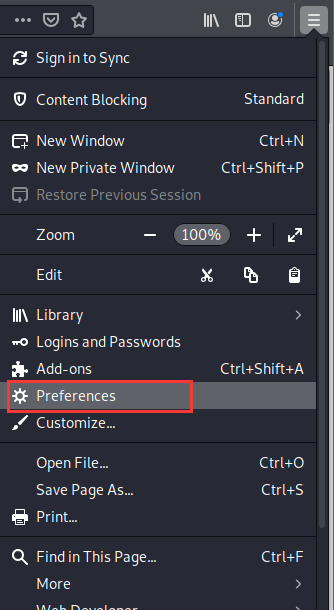 Sign in to Sync
Content Blocking Standard
New Window Ctrl+N
New Private Window Ctrl+Shift+P
Restore Previous Session
Zoom 100%
Edit
Library
Logins and Passwords
Add-ons Ctrl+Shift+A
Preferences
Customize...
Open File... Ctrl+O
Save Page As... Ctrl+S
Print...
Find in This Page... Ctrl+F
More
Web Developer